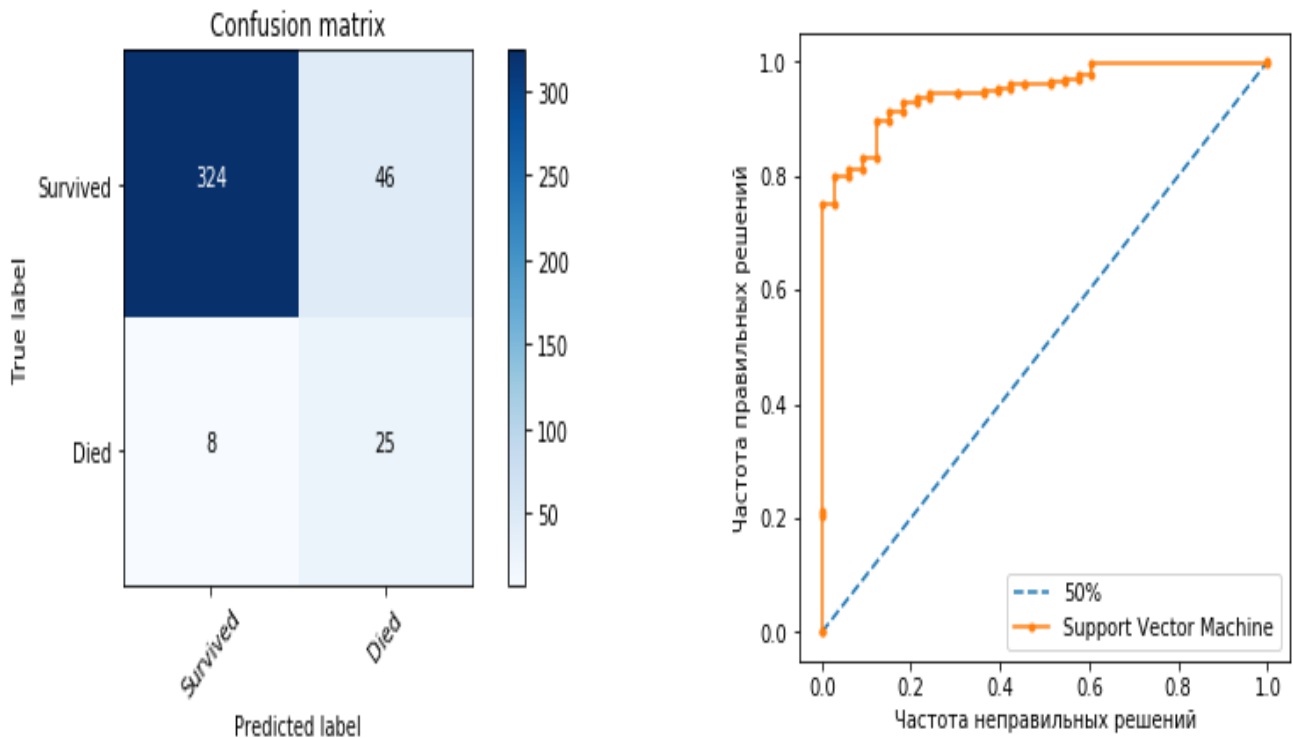 Confusion matrix
True label
Survived
Died
324
46
8
25
Survived
Died
Predicted label
300
250
200
150
100
50
Частота правильных решений
1.0
0.8
0.6
0.4
0.2
0.0
50%
Support Vector Machine
0.0 0.2 0.4 0.6 0.8 1.0
Частота неправильных решений